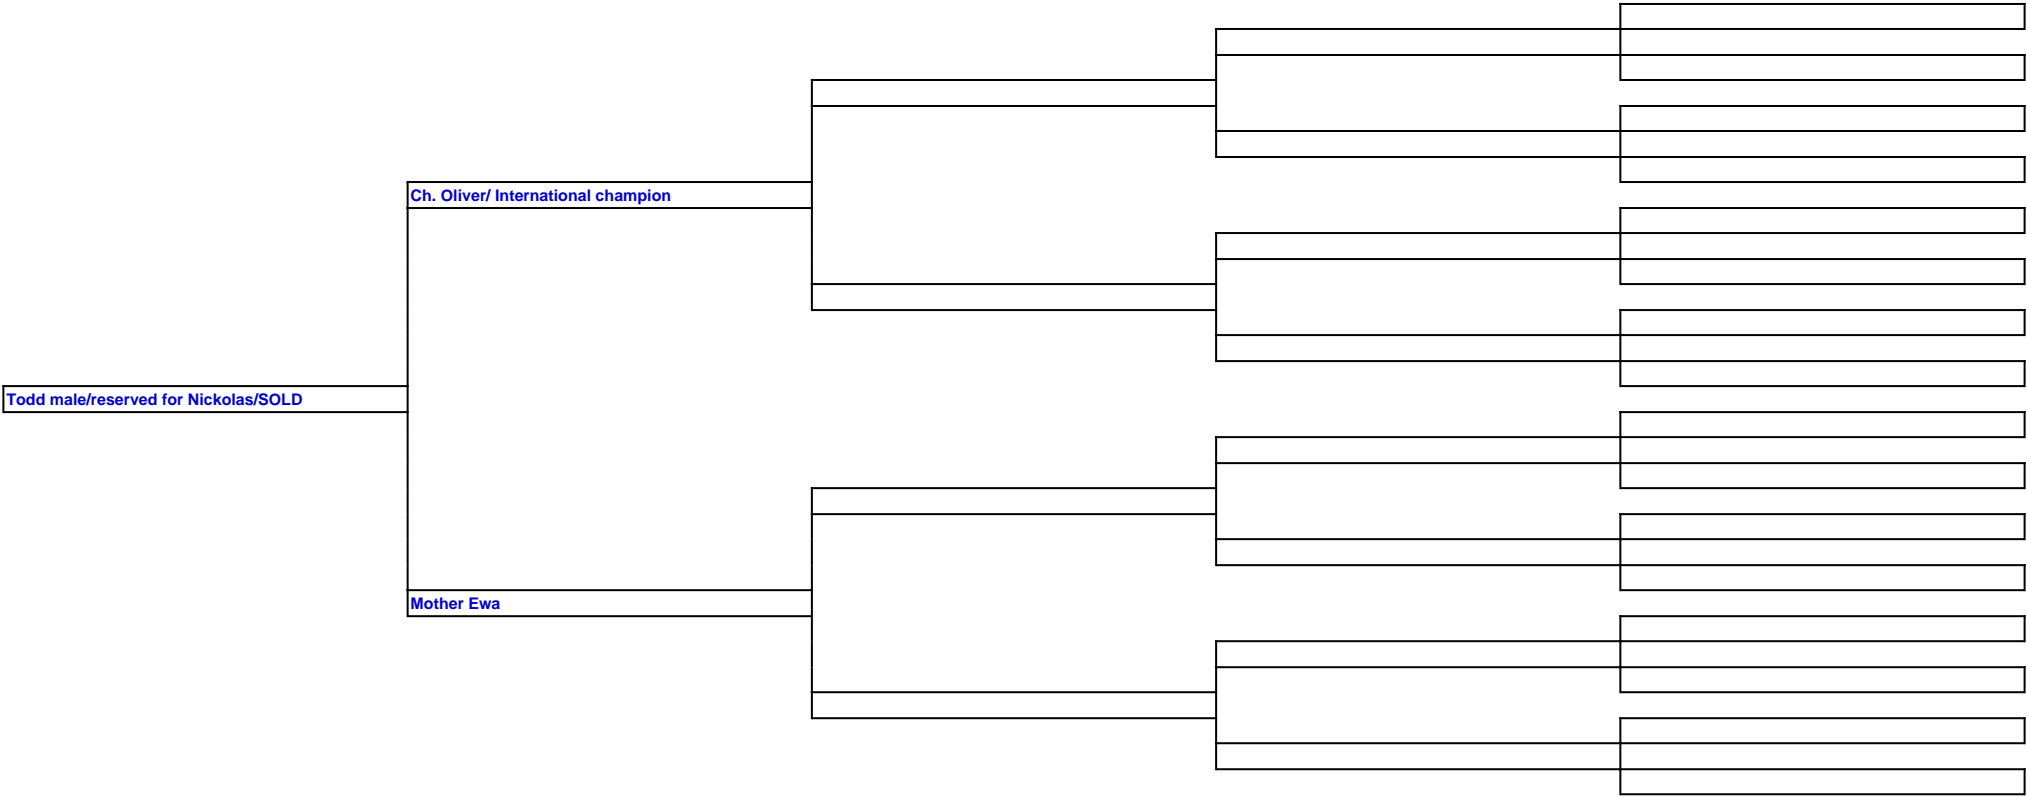 Ch. Oliver/ International champion
Todd male/reserved for Nickolas/SOLD
Mother Ewa